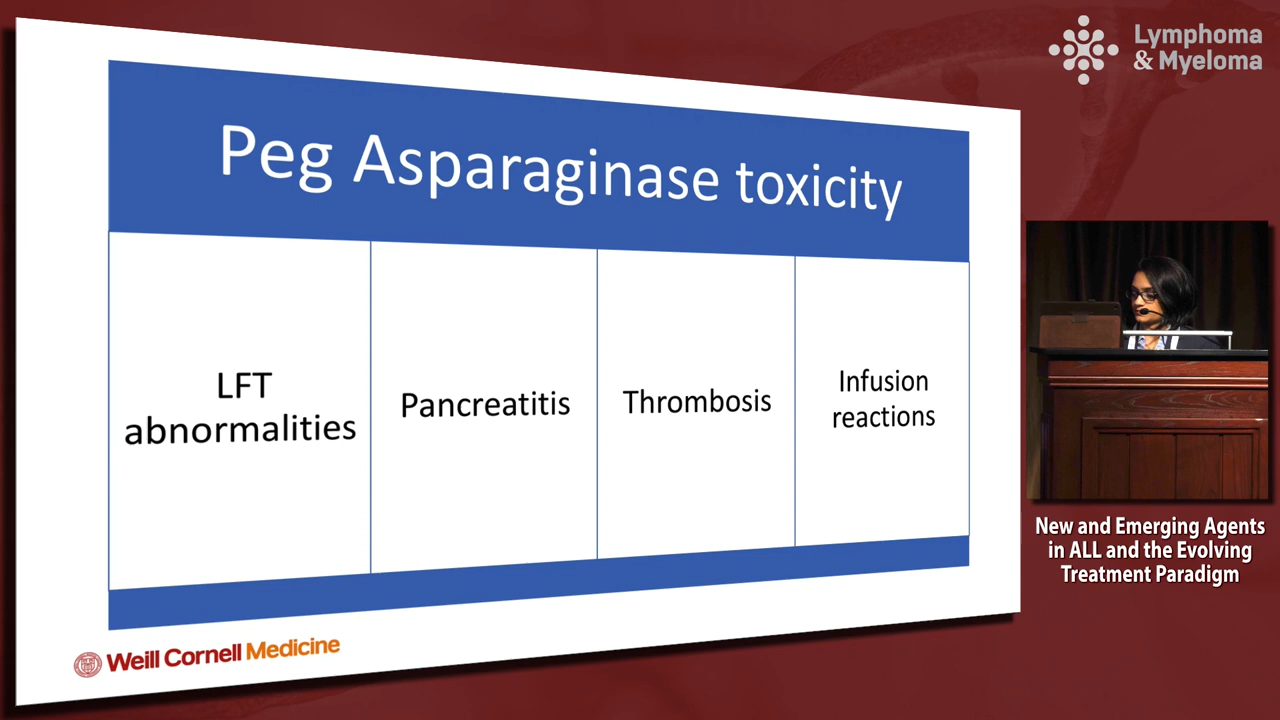 Lymphoma
& Myeloma
Peg Asparaginase toxicity
LFT
abnormalities
Pancreatitis
Thrombosis
Infusion
reactions
Weill Cornell Medicine
New and Emerging Agents
in ALL and the Evolving
Treatment Paradigm